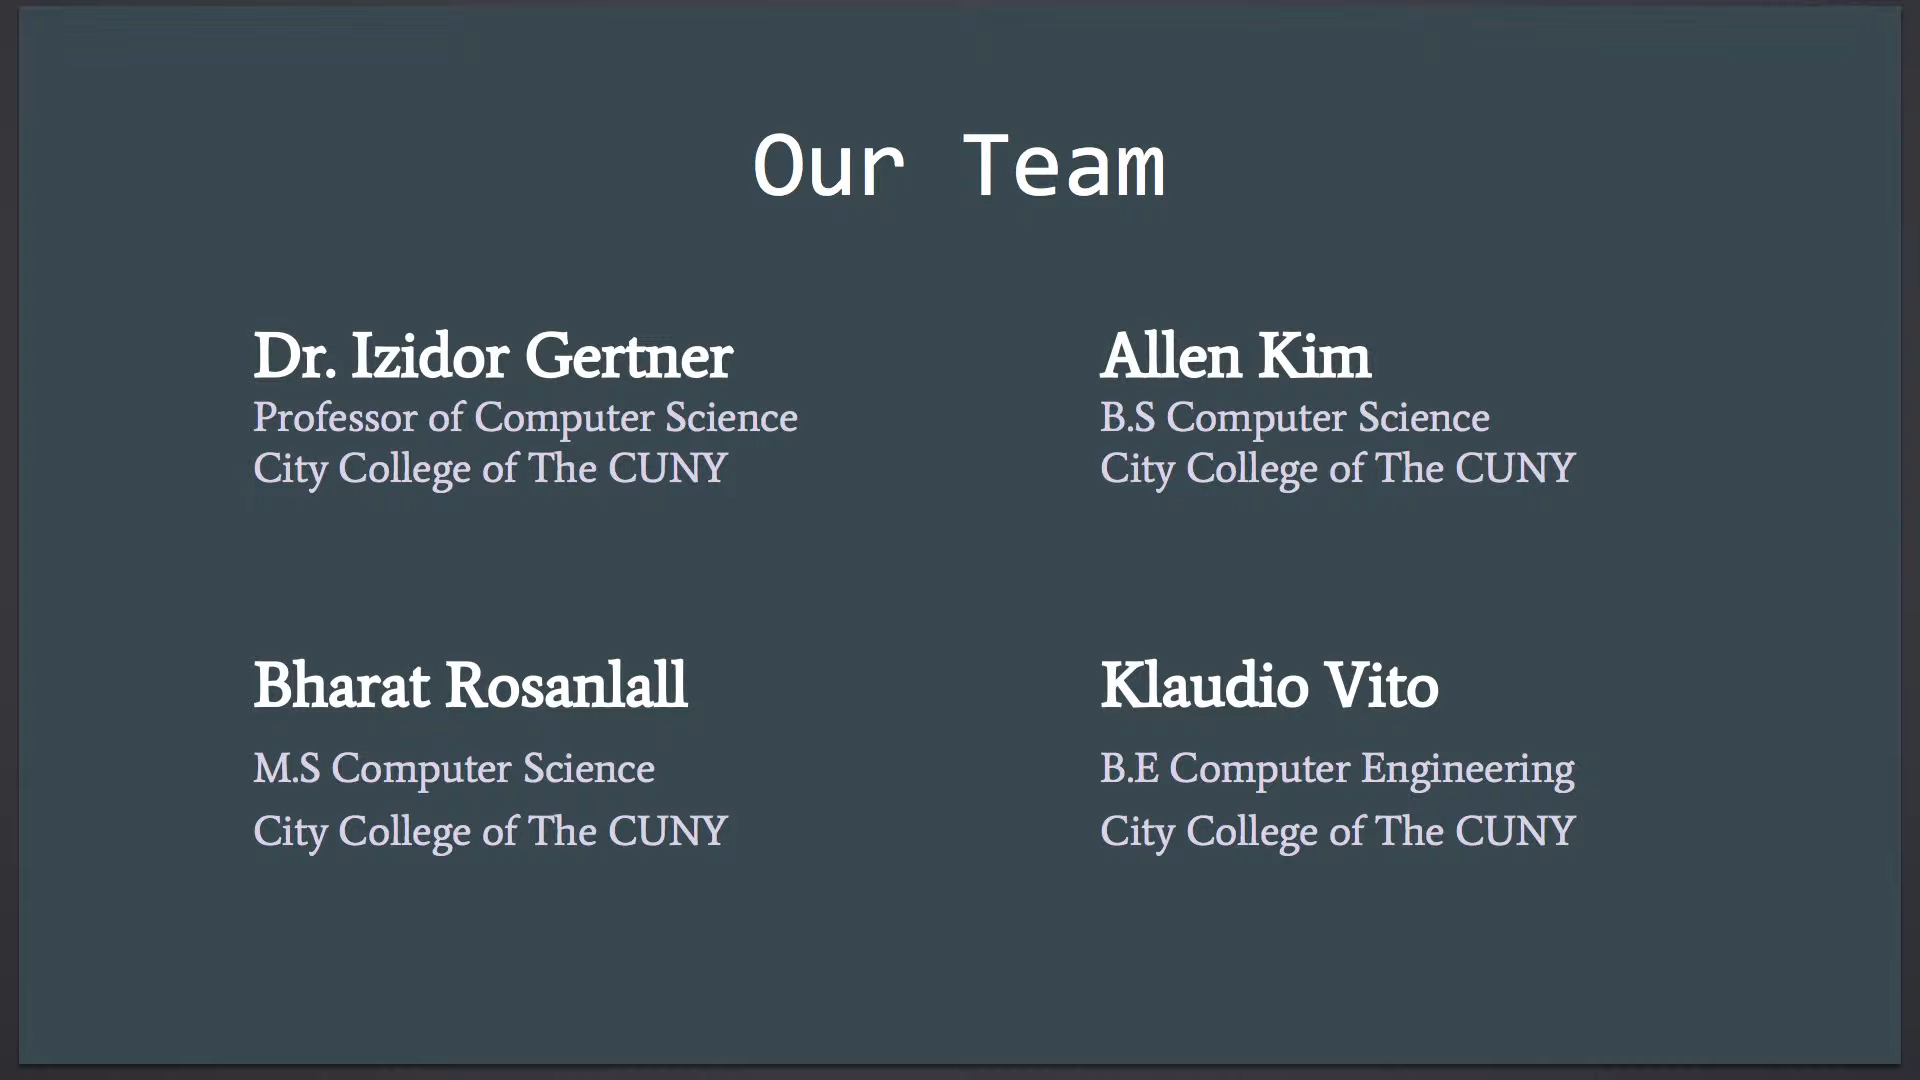 Our Team
Dr. Izidor Gertner
Professor of Computer Science
City College of The CUNY
Allen Kim
B.S Computer Science
City College of The CUNY
Bharat Rosanlall
M.S Computer Science
City College of The CUNY
Klaudio Vito
B.E Computer Engineering
City College of The CUNY